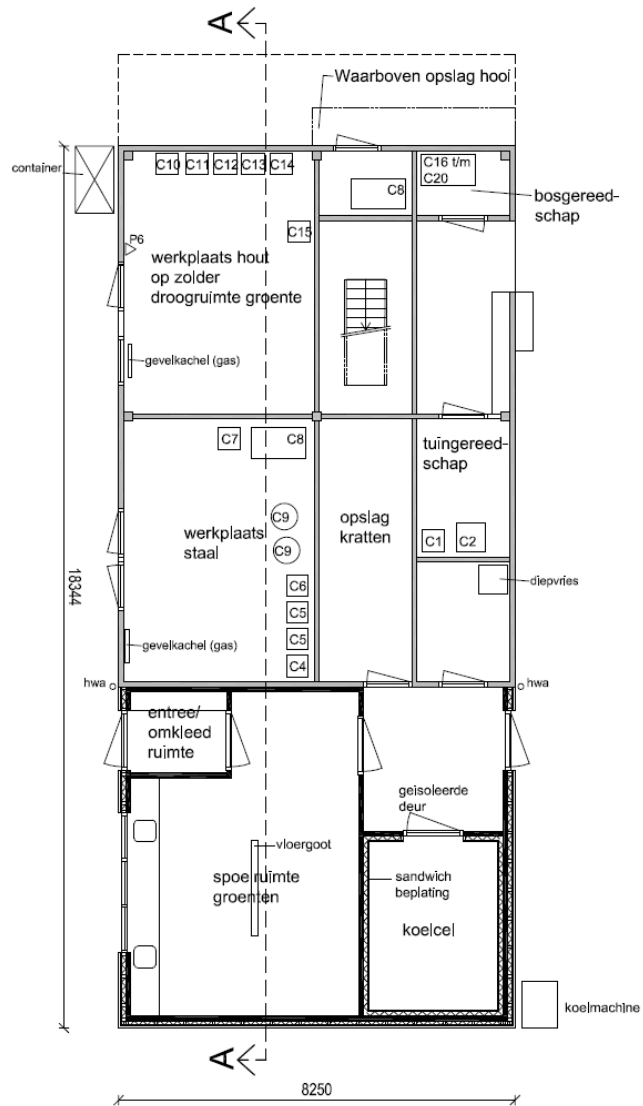 A
Waarboven opslag hooi
container
C10 C11 C12 C13 C14
C8
C16 t/m
C20
bosgereed-
schap
C15
P6
werkplaats hout
op zolder
droogruimte groente
gevelkachel (gas)
C7
C8
tuingereed-
schap
C9
werkplaats
staal
opslag
kratten
C9
C1
C2
C6
diepvries
18344
C5
C5
gevelkachel (gas)
C4
hwa
hwa
entree/
omkleed
ruimte
geïsoleerde
deur
vloergoot
spoe ruimte
groenten
sandwich
beplating
koelcel
koelmachine
A
8250